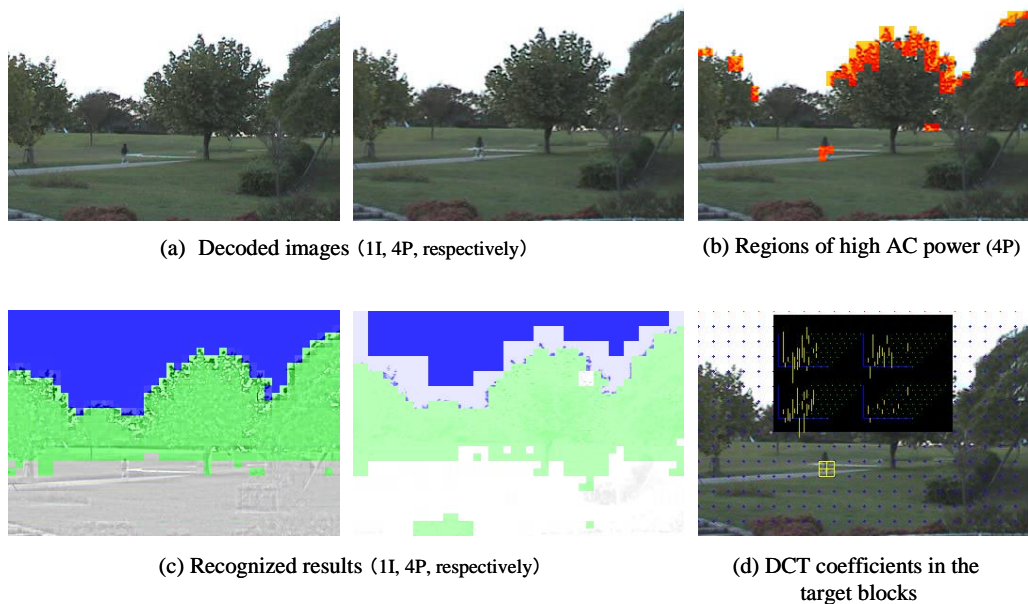 (a) Decoded images (1I, 4P, respectively)
(b) Regions of high AC power (4P)
(c) Recognized results (1I, 4P, respectively)
(d) DCT coefficients in the
target blocks